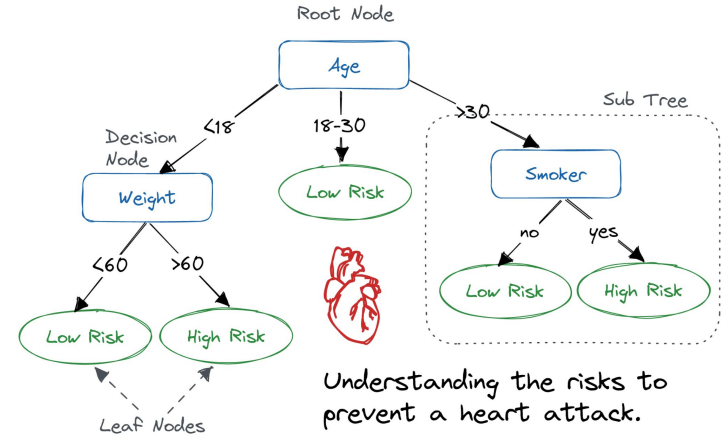 Root Node
Age
<18
18-30
>30
Sub Tree
Decision
Node
Weight
Low Risk
Smoker
<60
>60
no
yes
Low Risk
High Risk
Low Risk
High Risk
Leaf Nodes
Understanding the risks to
prevent a heart attack.